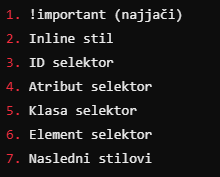 1. !important (najjači)
2. Inline stil
3. ID selektor
4. Atribut selektor
5. Klasa selektor
6. Element selektor
7. Nasledni stilovi